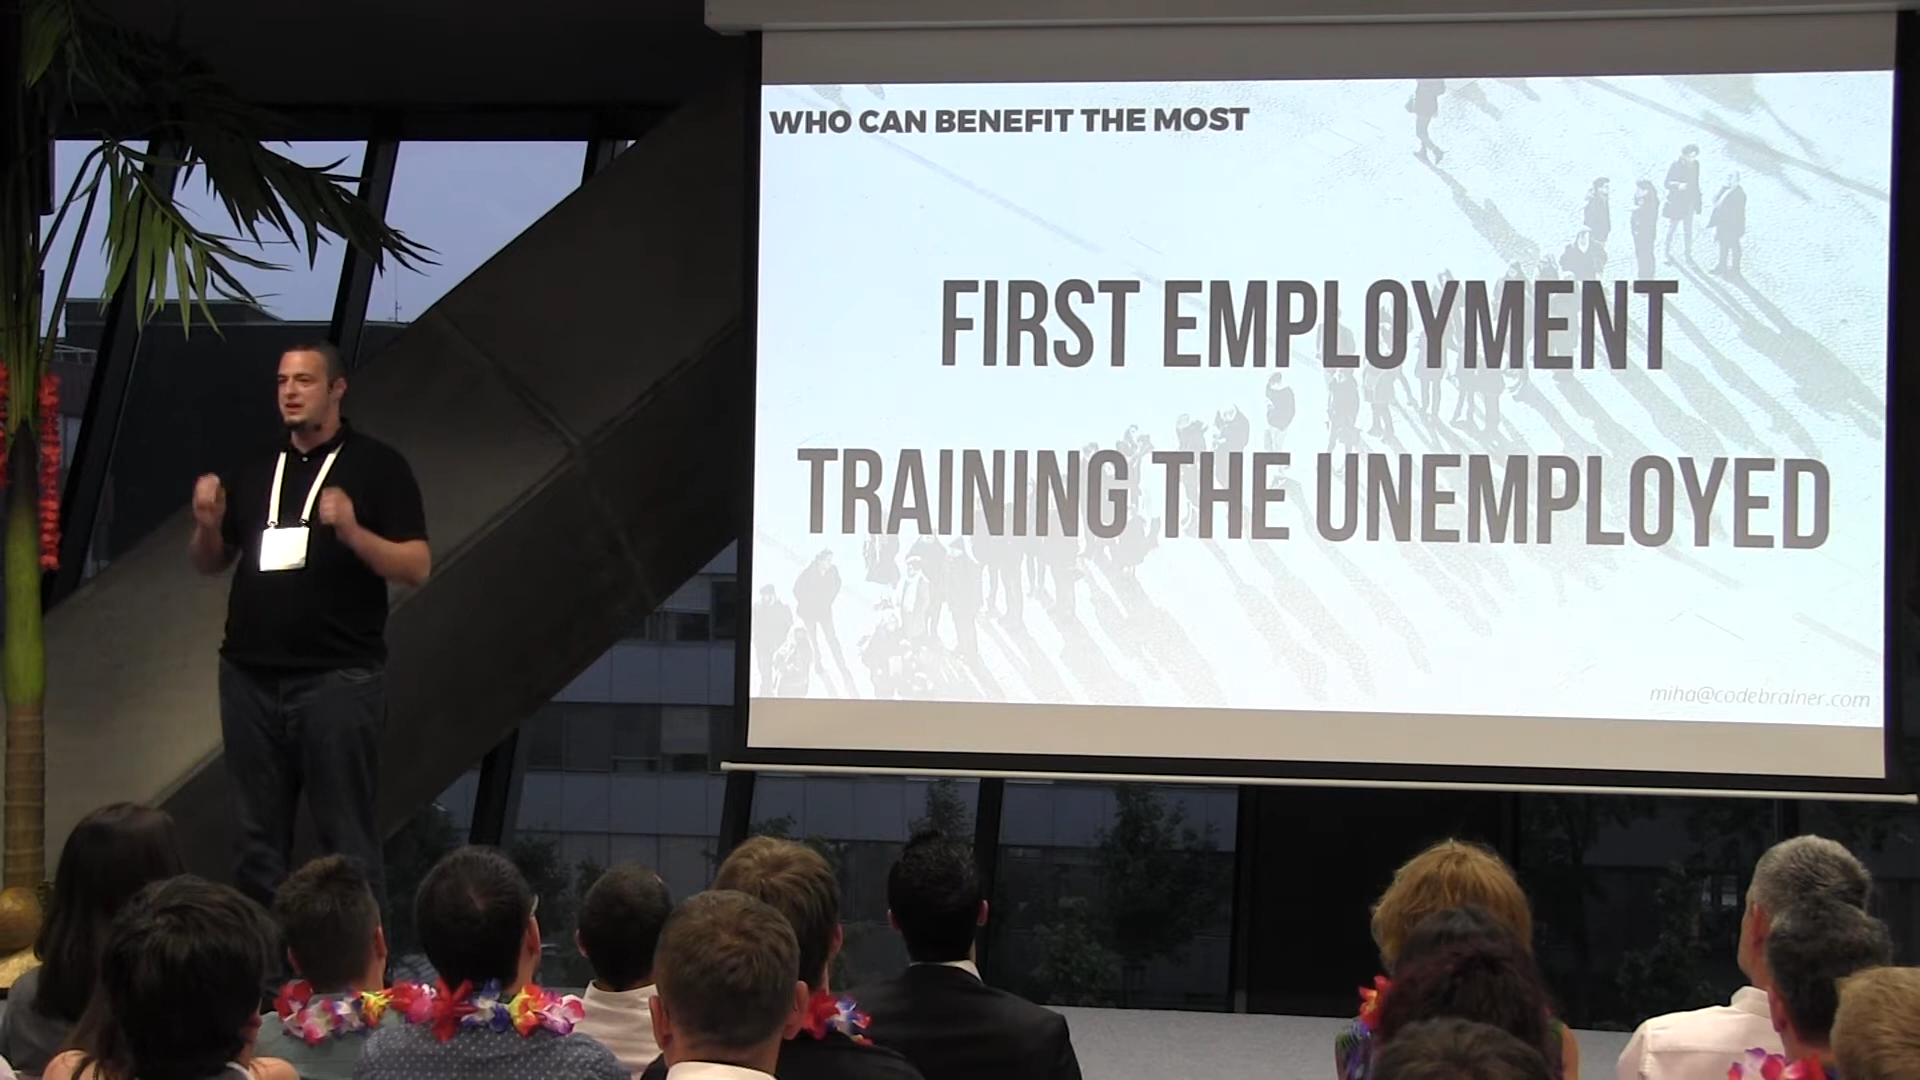 WHO CAN BENEFIT THE MOST
FIRST EMPLOYMENT
TRAINING THE UNEMPLOYED
miha@codebrainer.com